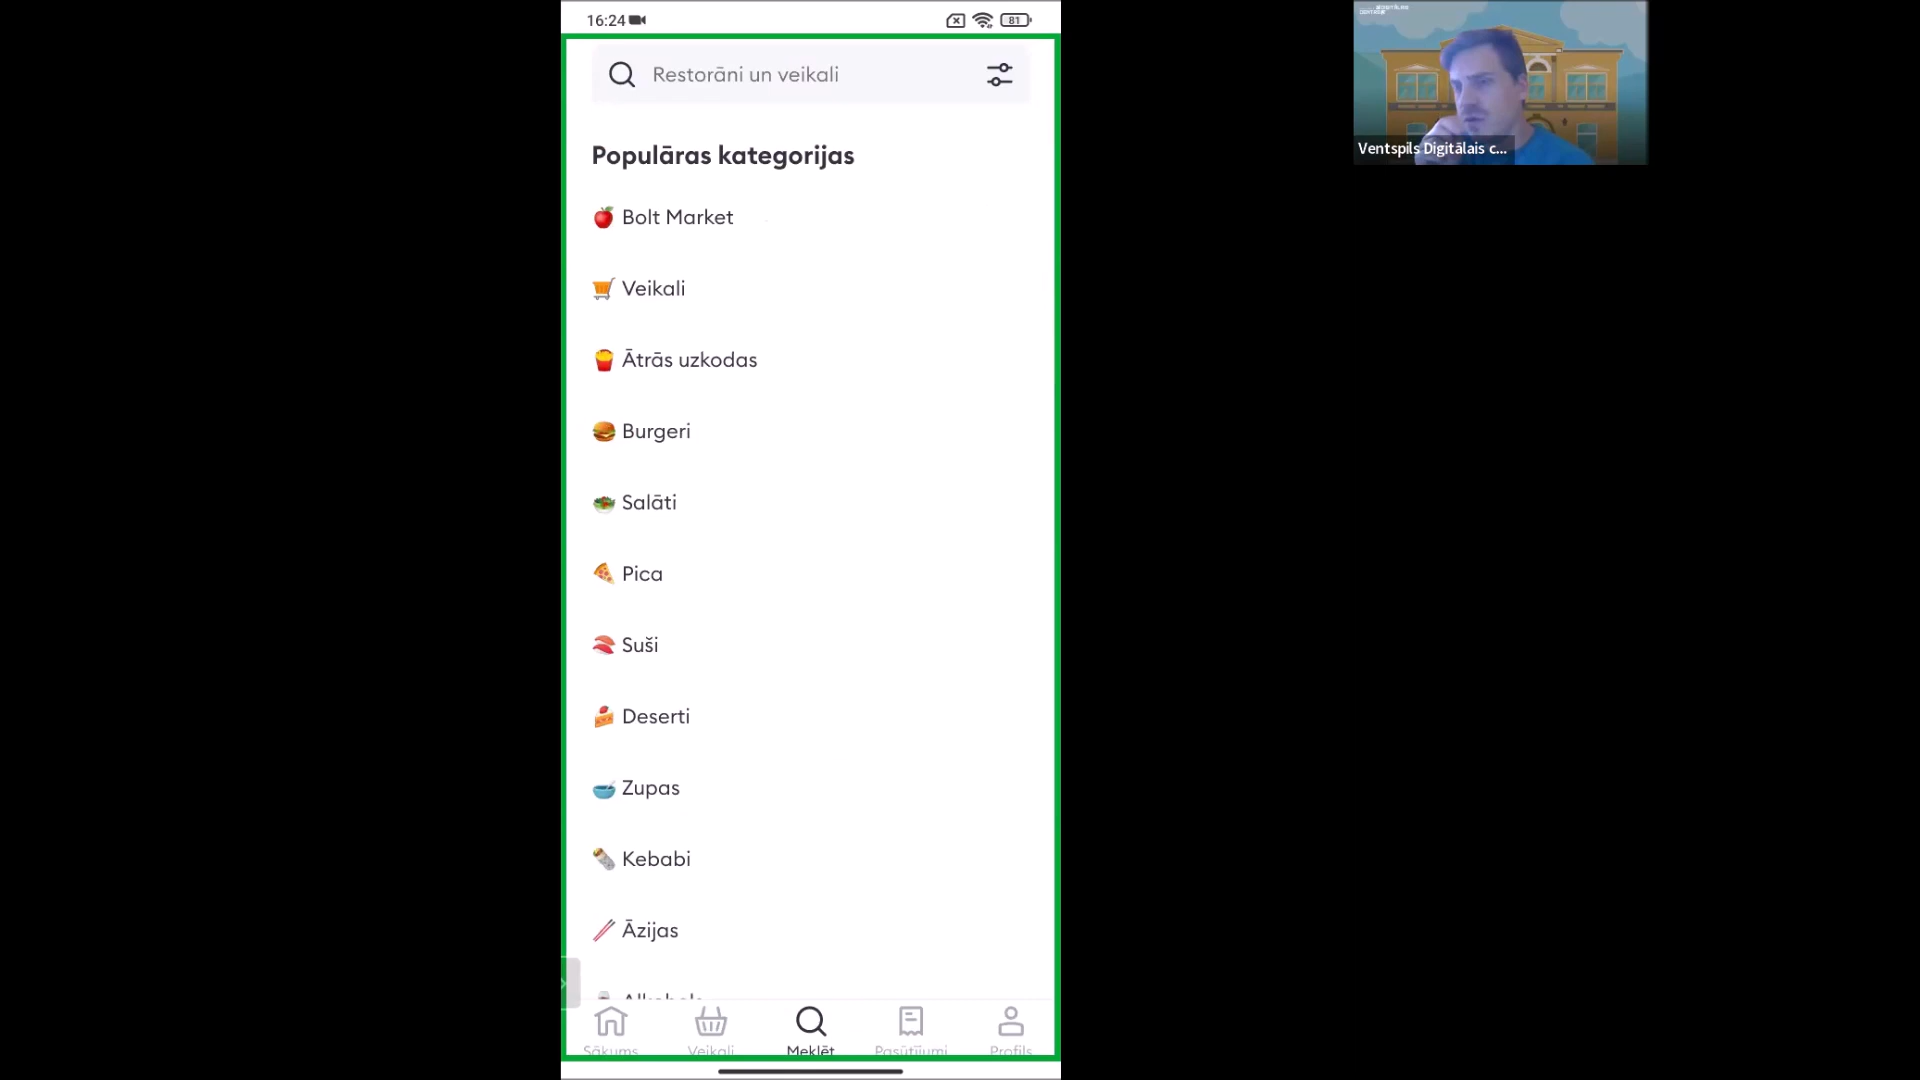 16:24
81
Restorāni un veikali
Populāras kategorijas
Bolt Market
Veikali
Ātrās uzkodas
Burgeri
Salāti
Pica
Suši
Deserti
Zupas
Kebabi
Āzijas
Sākums
Veikali
Meklēt
Pasūtījumi
Profils
Ventspils Digitālais c...